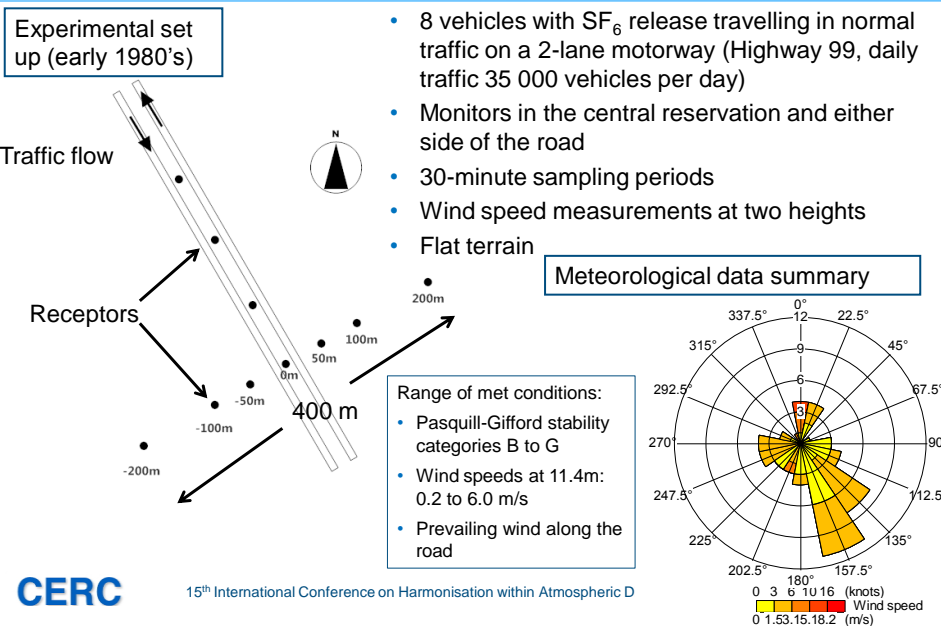 Experimental set
up (early 1980's)
Traffic flow
Receptors
N
200m
100m
50m
0m
-50m
-100m
-200m
400 m
• 8 vehicles with SF6 release travelling in normal
traffic on a 2-lane motorway (Highway 99, daily
traffic 35 000 vehicles per day)
• Monitors in the central reservation and either
side of the road
• 30-minute sampling periods
• Wind speed measurements at two heights
• Flat terrain
Range of met conditions:
• Pasquill-Gifford stability
categories B to G
• Wind speeds at 11.4m:
0.2 to 6.0 m/s
• Prevailing wind along the
road
Meteorological data summary
0°
22.5°
45°
67.5°
90
112.5°
135°
157.5°
180°
202.5°
225°
247.5°
270°
292.5°
315°
337.5°
12
9
6
3
0 3 6 10 16 (knots)
Wind speed
0 1.53.15.18.2 (m/s)
CERC
15th International Conference on Harmonisation within Atmospheric D